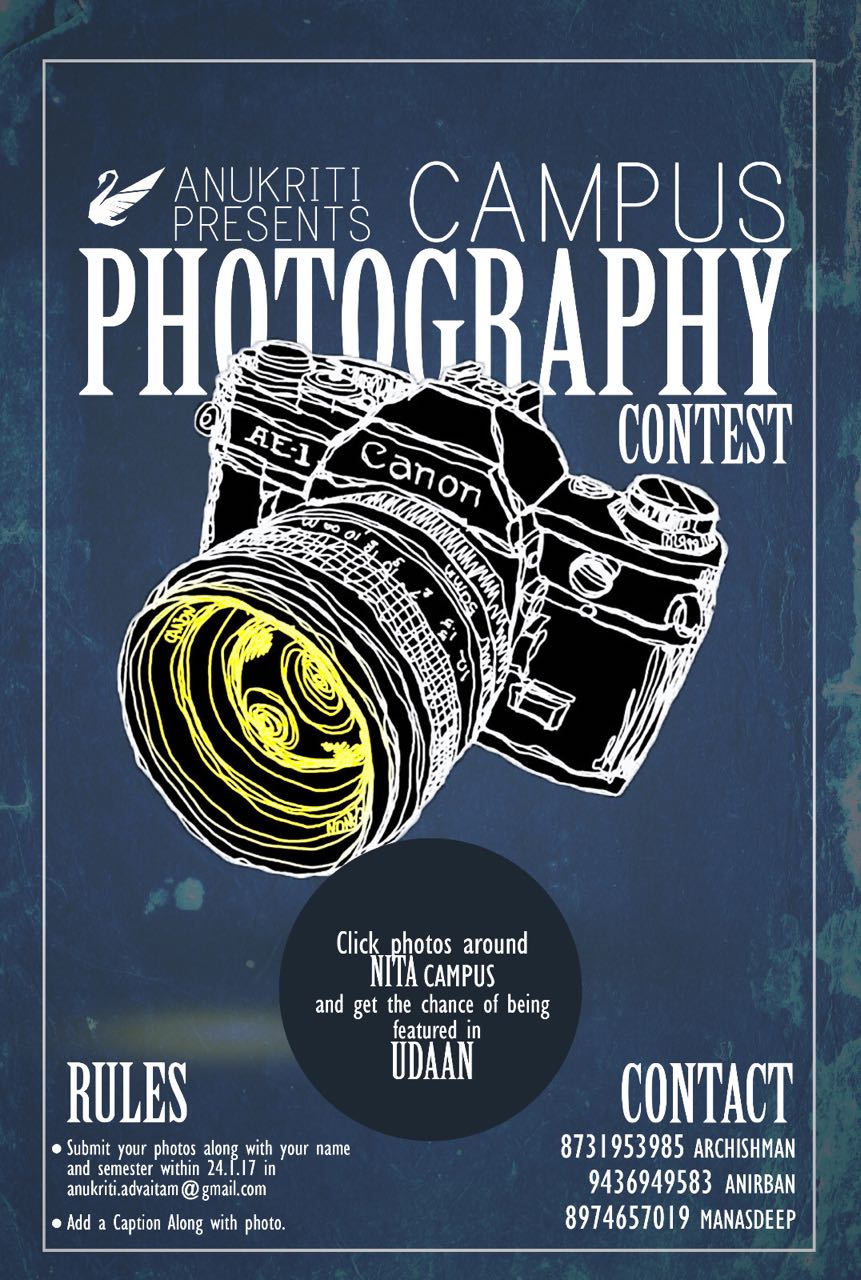 ANUKRITI
PRESENTS
CAMPUS
PHOTOGRAPHY
CONTEST
AE-1
Canon
CANON
Click photos around
NITA CAMPUS
and get the chance of being
featured in
UDAAN
RULES
● Submit your photos along with your name
and semester within 24.1.17 in
anukriti.advaitam@gmail.com
● Add a Caption Along with photo.
CONTACT
8731953985 ARCHISHMAN
9436949583 ANIRBAN
8974657019 MANASDEEP